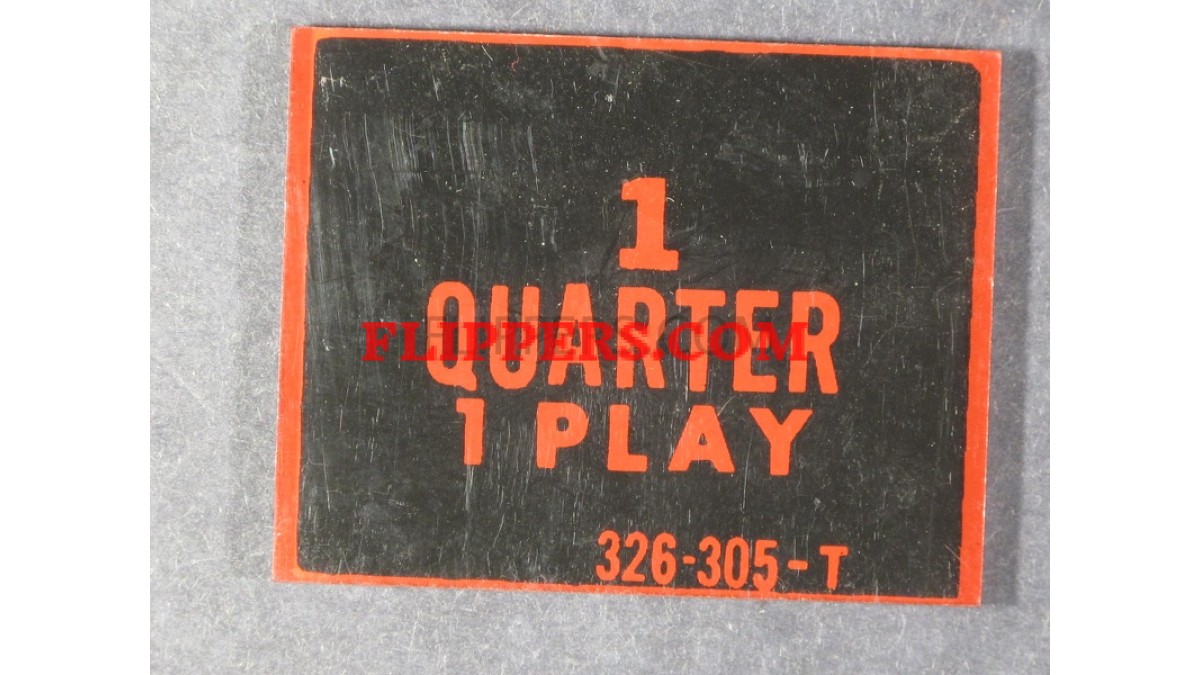 1
QUARTER
FLIPPERS.COM
1 PLAY
326-305-T